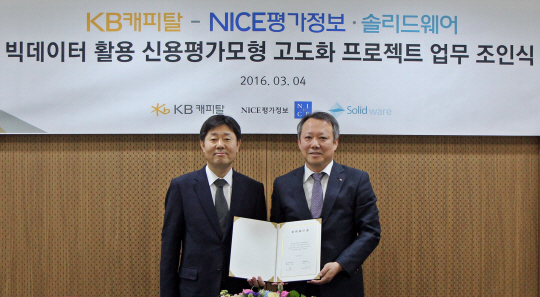 KB캐피탈 - NICE평가정보 · 솔리드웨어
빅데이터 활용 신용평가모형 고도화 프로젝트 업무 조인식
2016. 03. 04
KB캐피탈 NICE평가정보 NICE Solidware